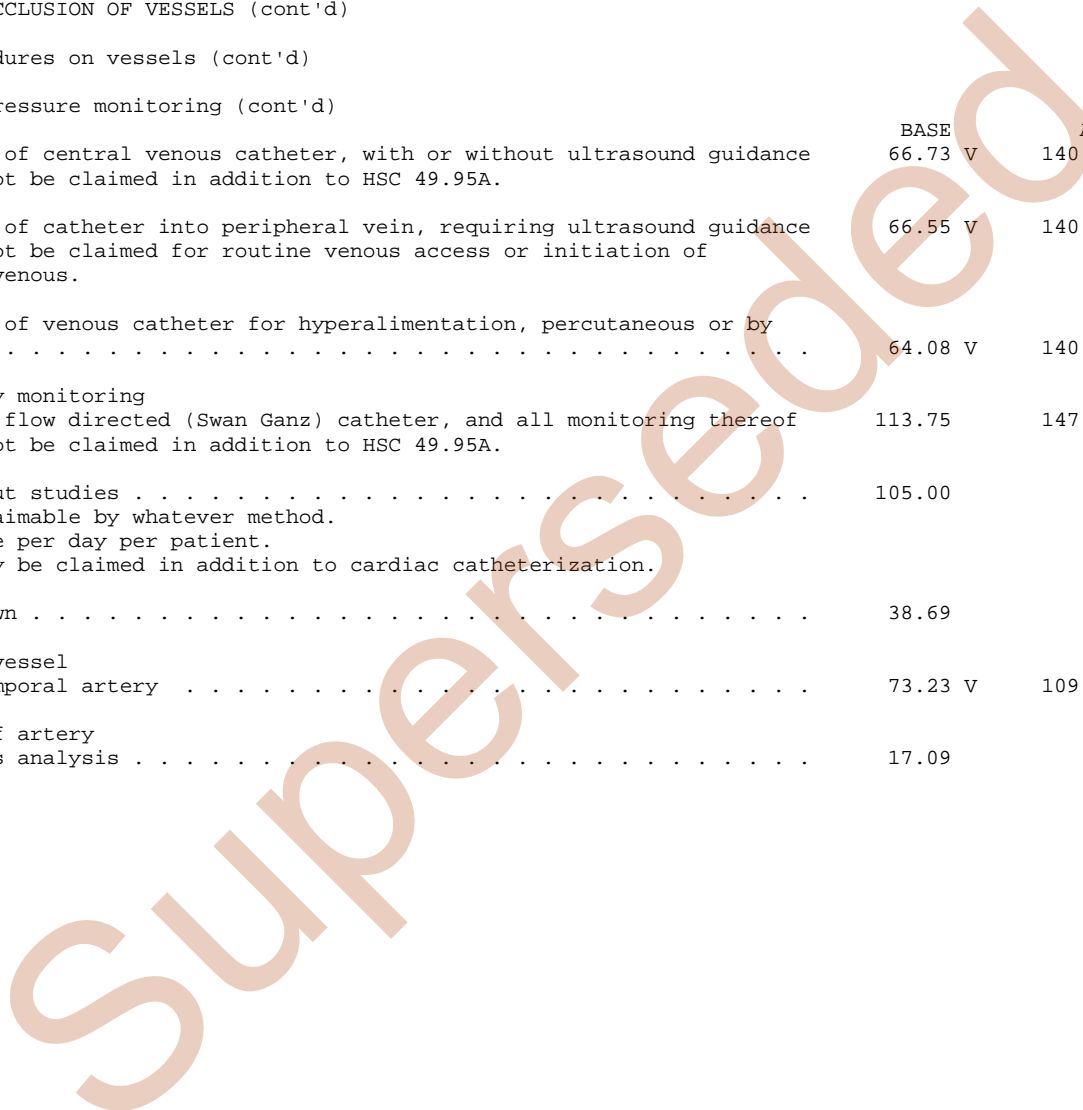 CCLUSION OF VESSELS (cont'd)
dures on vessels (cont'd)
ressure monitoring (cont'd)
BASE
of central venous catheter, with or without ultrasound guidance 66.73 V 140
ot be claimed in addition to HSC 49.95A.
of catheter into peripheral vein, requiring ultrasound guidance 66.55 V 140
ot be claimed for routine venous access or initiation of
venous.
of venous catheter for hyperalimentation, percutaneous or by
. . . . . . . . . . . . . . . . . . . . . . . . . . . . . . . . 64.08 V 140
y monitoring
flow directed (Swan Ganz) catheter, and all monitoring thereof 113.75 147
ot be claimed in addition to HSC 49.95A.
ut studies . . . . . . . . . . . . . . . . . . . . . . . . . . . 105.00
aimable by whatever method.
e per day per patient.
y be claimed in addition to cardiac catheterization.
wn . . . . . . . . . . . . . . . . . . . . . . . . . . . . . . . 38.69
vessel
mporal artery . . . . . . . . . . . . . . . . . . . . . . . . . 73.23 V 109
f artery
s analysis . . . . . . . . . . . . . . . . . . . . . . . . . . . 17.09
Superseded